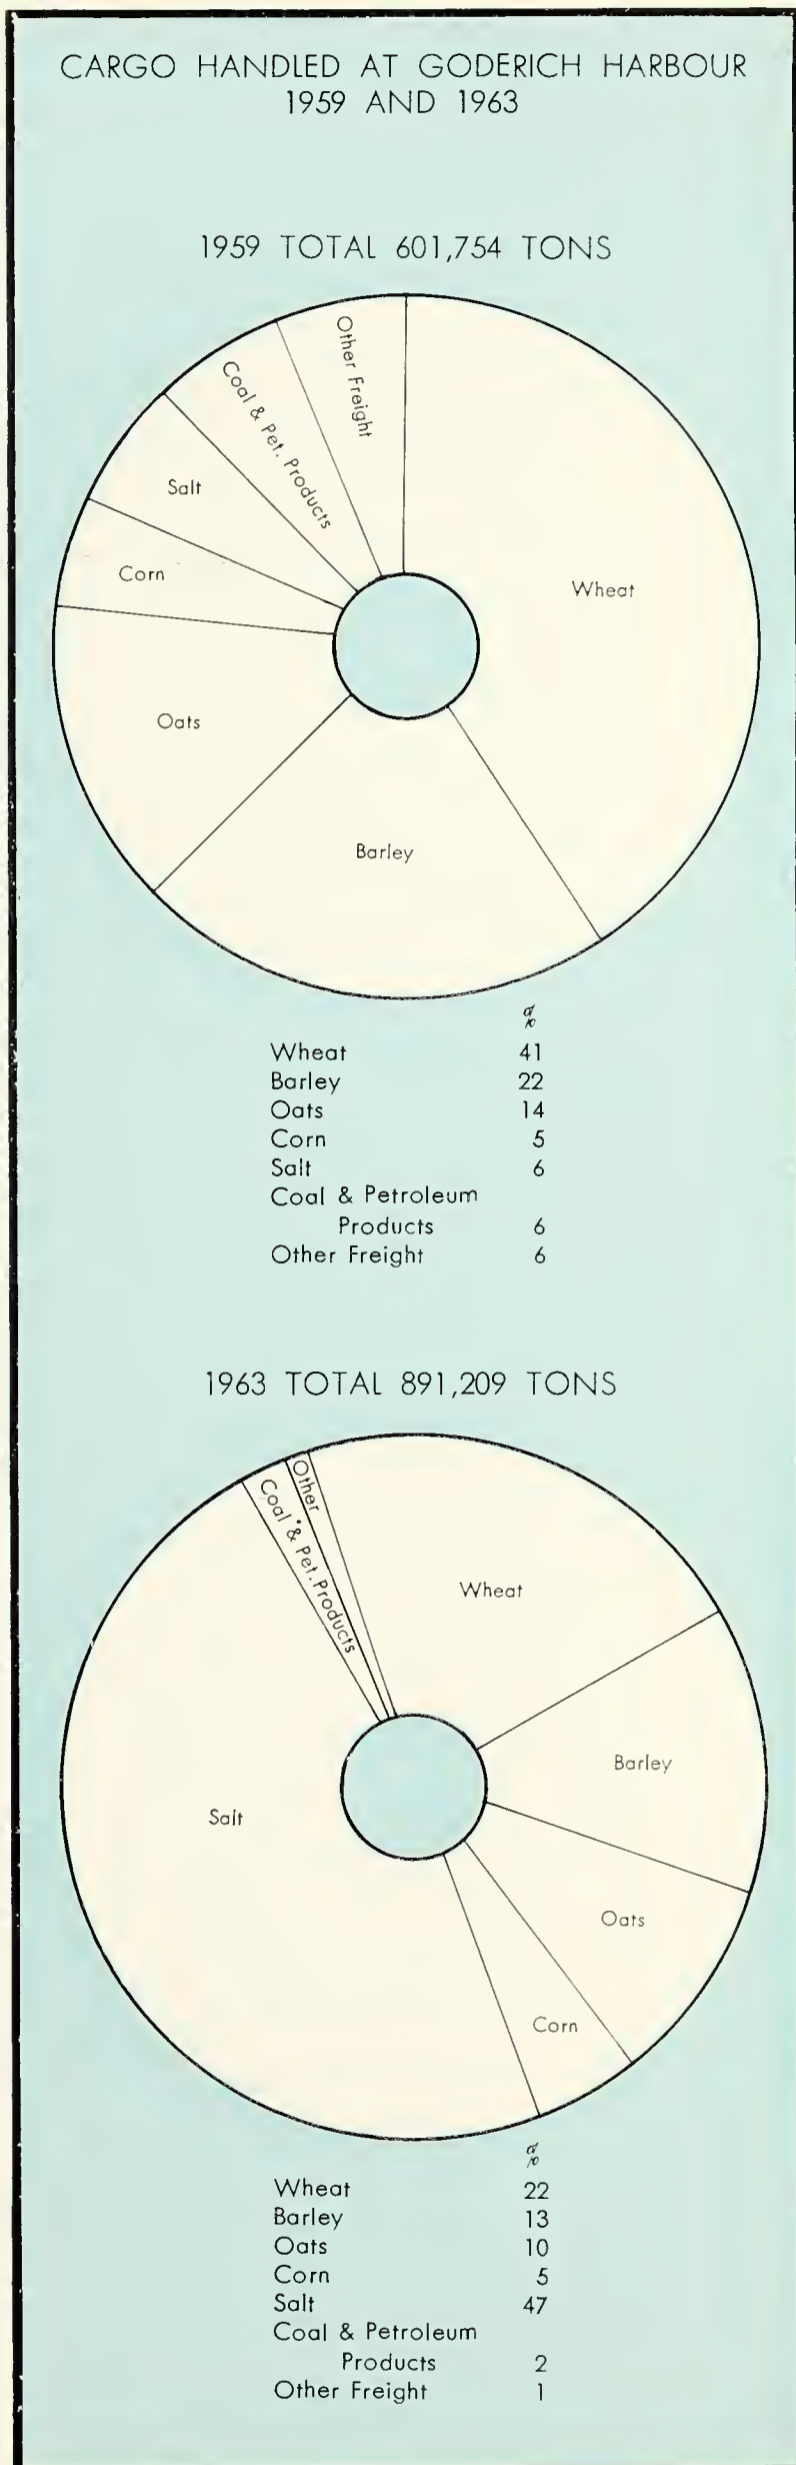 CARGO HANDLED AT GODERICH HARBOUR
1959 AND 1963
1959 TOTAL 601,754 TONS
Other Freight
Coal & Pet. Products
Salt
Corn
Wheat
Oats
Barley
%
Wheat 41
Barley 22
Oats 14
Corn 5
Salt 6
Coal & Petroleum
Products 6
Other Freight 6
1963 TOTAL 891,209 TONS
Other
Coal & Pet. Products
Wheat
Barley
Salt
Oats
Corn
%
Wheat 22
Barley 13
Oats 10
Corn 5
Salt 47
Coal & Petroleum
Products 2
Other Freight 1